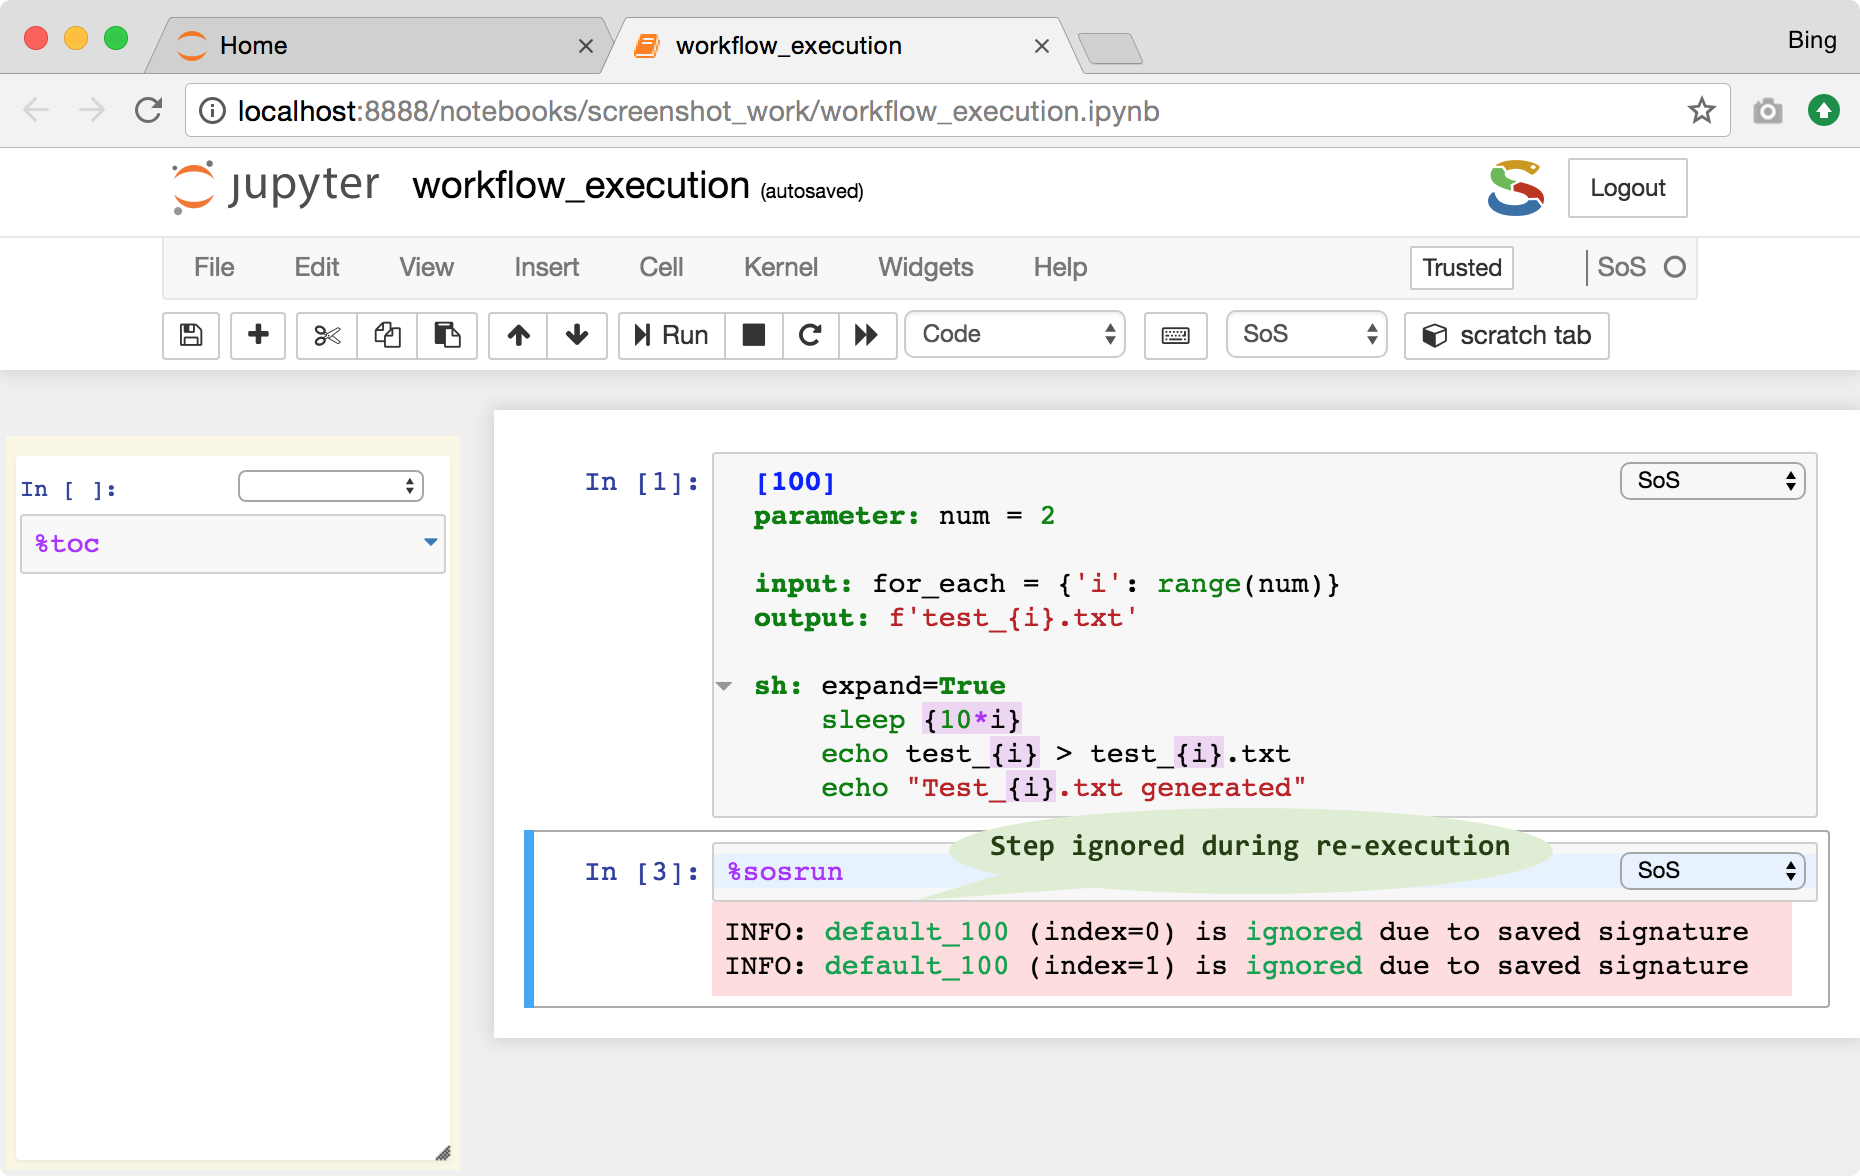 Home
workflow_execution
Bing
localhost:8888/notebooks/screenshot_work/workflow_execution.ipynb
jupyter workflow_execution (autosaved)
Logout
File Edit View Insert Cell Kernel Widgets Help Trusted SoS
Run Code SoS scratch tab
In [ ]:
%toc
In [1]: [100] SoS
parameter: num = 2
input: for_each = {'i': range(num)}
output: f'test_{i}.txt'
sh: expand=True
sleep {10*i}
echo test_{i} > test_{i}.txt
echo "Test_{i}.txt generated"
Step ignored during re-execution
In [3]: %sosrun SoS
INFO: default_100 (index=0) is ignored due to saved signature
INFO: default_100 (index=1) is ignored due to saved signature